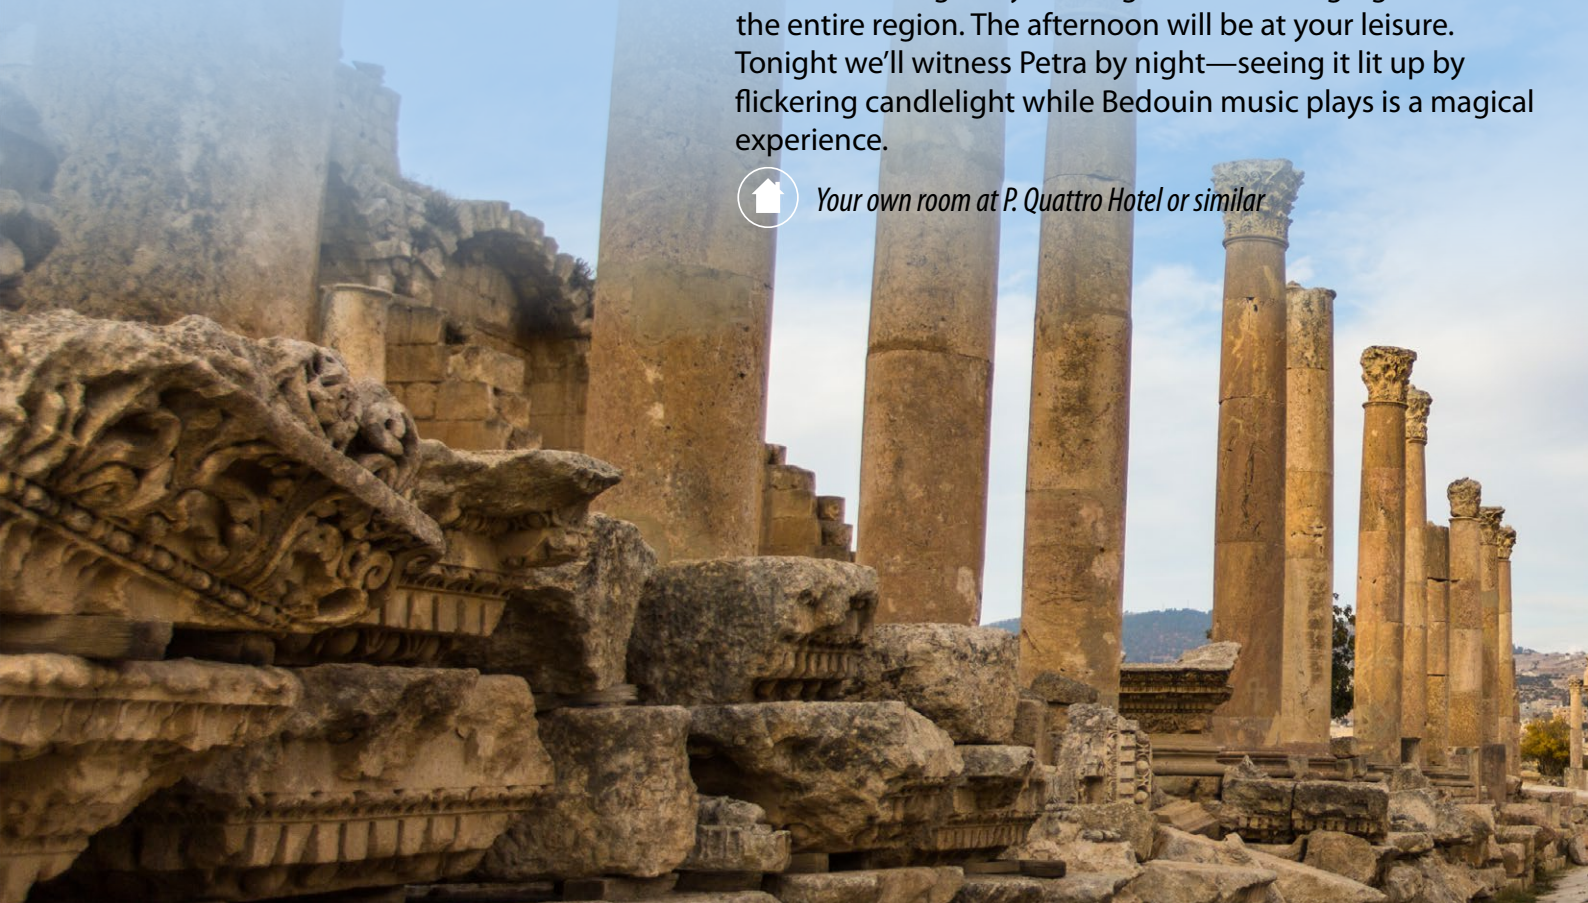 the entire region. The afternoon will be at your leisure.
Tonight we’ll witness Petra by night—seeing it lit up by
flickering candlelight while Bedouin music plays is a magical
experience.
Your own room at P. Quattro Hotel or similar